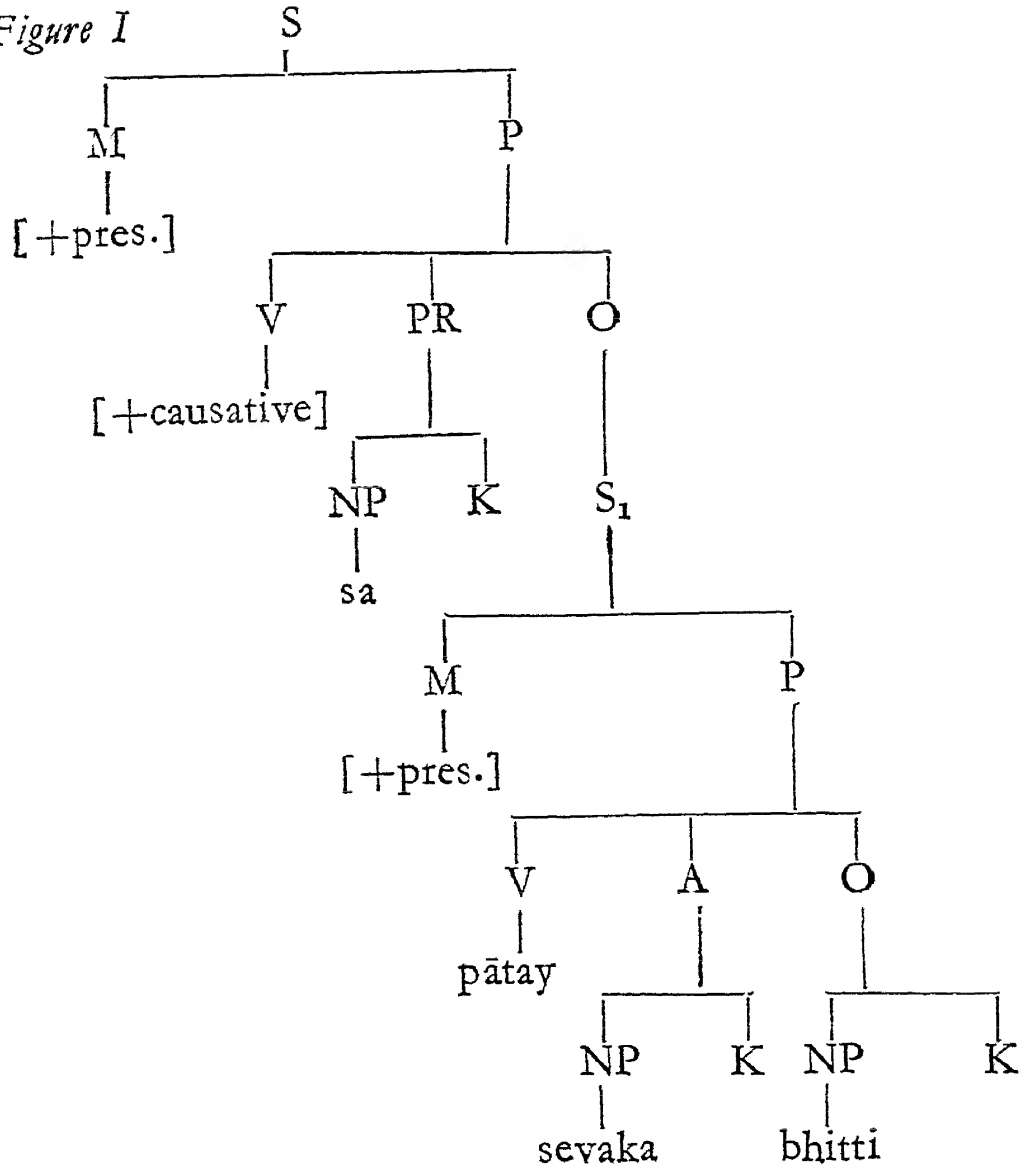 Figure I
S
M P
[+pres.]
V PR O
[+causative]
NP K S₁
sa
M P
[+pres.]
V A O
pātay
NP K NP K
sevaka bhitti